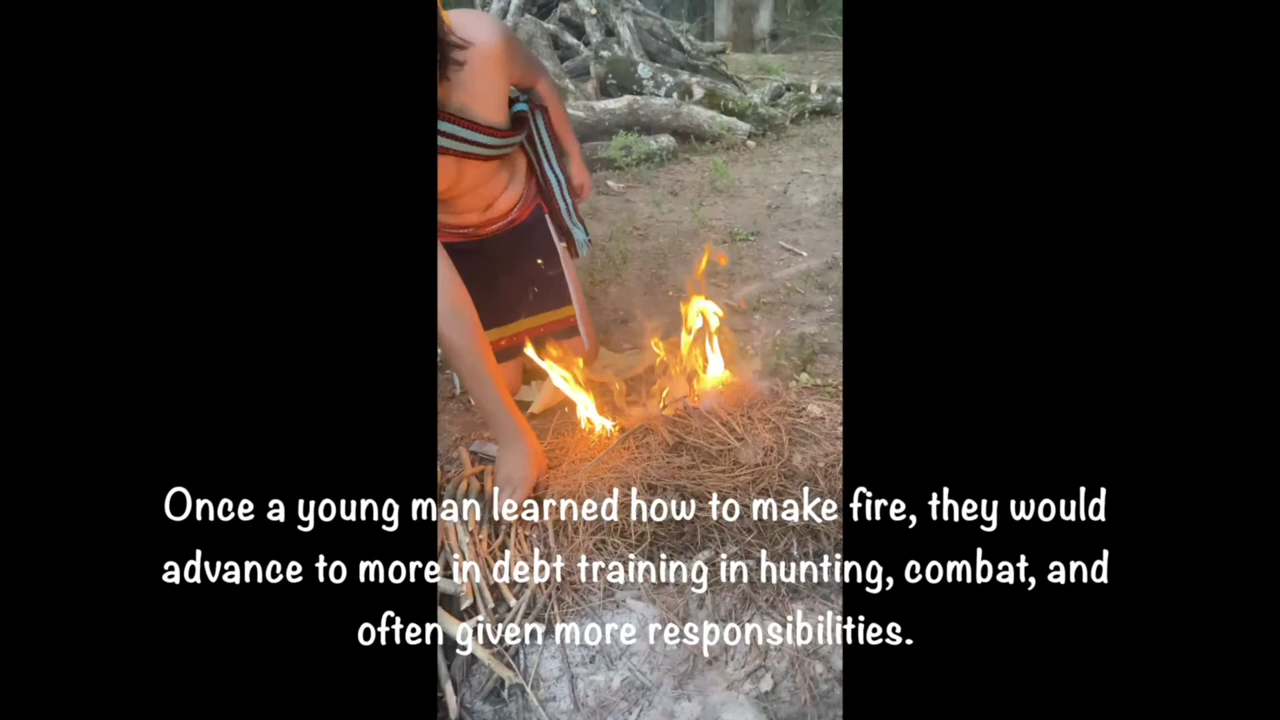 Once a young man learned how to make fire, they would
advance to more in debt training in hunting, combat, and
often given more responsibilities.